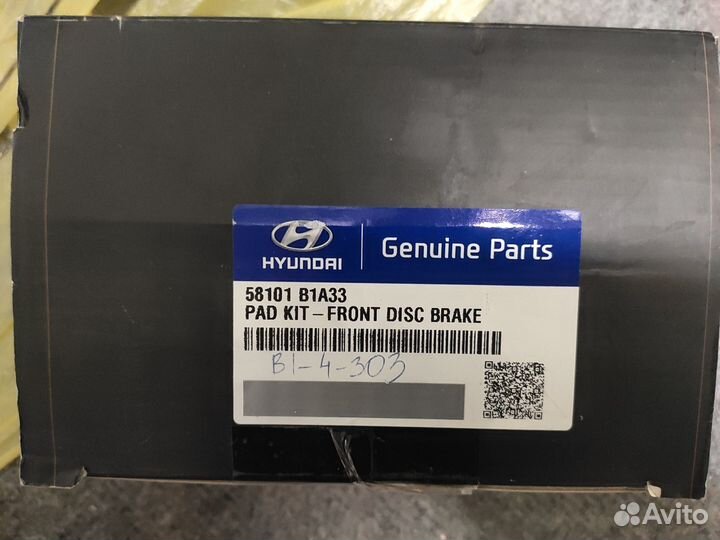 HYUNDAI
Genuine Parts
58101 B1A33
PAD KIT-FRONT DISC BRAKE
B1-4-303
Avito